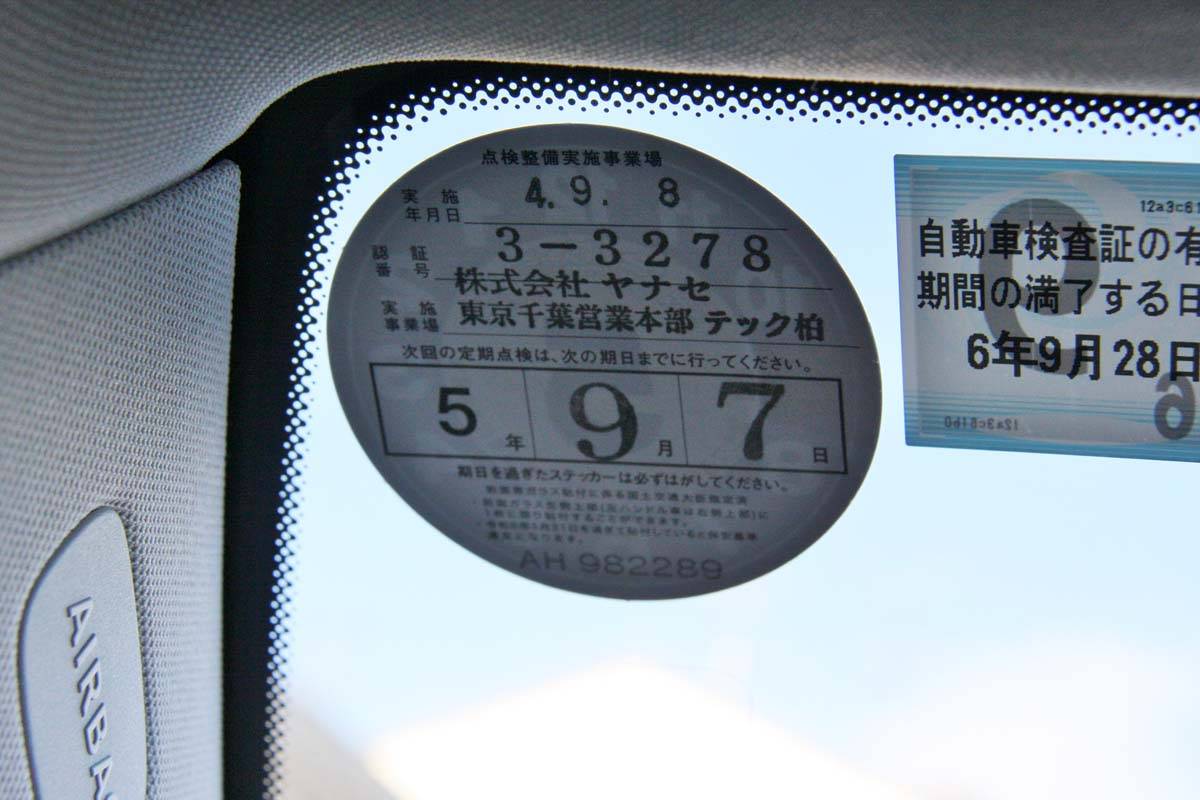 点検整備実施事業場
実施
年月日
4. 9. 8
認証
番号
3-3278
株式会社 ヤナセ
実施
事業場
東京千葉営業本部 テック柏
次回の定期点検は、次の期日までに行ってください。
5年 9月 7日
期日を過ぎたステッカーは必ずはがしてください。
AH 982289
12a3c61
自動車検査証の有
期間の満了する日
6年9月28日
AIRBA